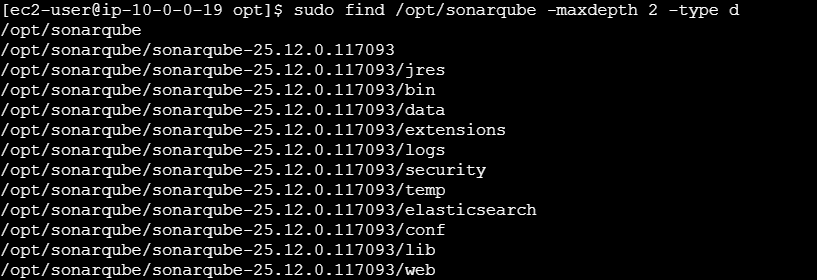 [ec2-user@ip-10-0-0-19 opt]$ sudo find /opt/sonarqube -maxdepth 2 -type d
/opt/sonarqube
/opt/sonarqube/sonarqube-25.12.0.117093
/opt/sonarqube/sonarqube-25.12.0.117093/jres
/opt/sonarqube/sonarqube-25.12.0.117093/bin
/opt/sonarqube/sonarqube-25.12.0.117093/data
/opt/sonarqube/sonarqube-25.12.0.117093/extensions
/opt/sonarqube/sonarqube-25.12.0.117093/logs
/opt/sonarqube/sonarqube-25.12.0.117093/security
/opt/sonarqube/sonarqube-25.12.0.117093/temp
/opt/sonarqube/sonarqube-25.12.0.117093/elasticsearch
/opt/sonarqube/sonarqube-25.12.0.117093/conf
/opt/sonarqube/sonarqube-25.12.0.117093/lib
/opt/sonarqube/sonarqube-25.12.0.117093/web